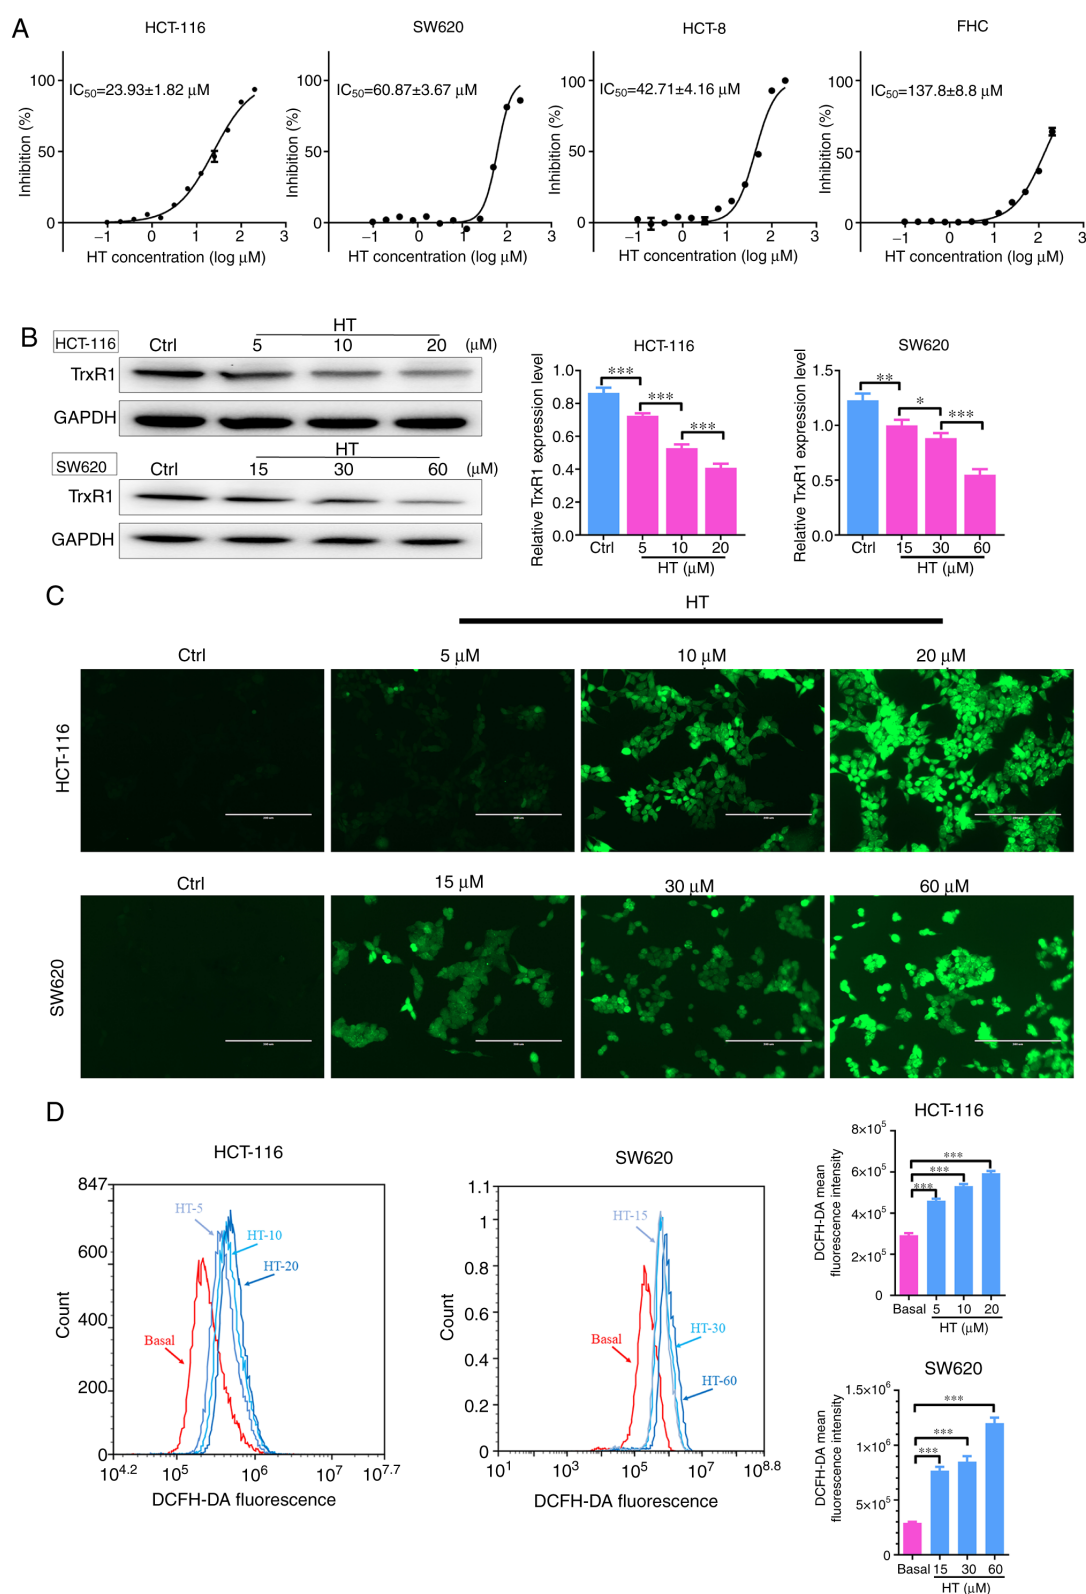 A
HCT-116
SW620
HCT-8
FHC
IC50=23.93±1.82 μM
IC50=60.87±3.67 μM
IC50=42.71±4.16 μM
IC50=137.8±8.8 μM
Inhibition (%)
100
50
0
−1 0 1 2 3
HT concentration (log μM)
Inhibition (%)
100
50
0
−1 0 1 2 3
HT concentration (log μM)
Inhibition (%)
100
50
0
−1 0 1 2 3
HT concentration (log μM)
Inhibition (%)
100
50
0
−1 0 1 2 3
HT concentration (log μM)
B
HT
HCT-116 Ctrl 5 10 20 (μM)
TrxR1
GAPDH
HT
SW620 Ctrl 15 30 60 (μM)
TrxR1
GAPDH
HCT-116
Relative TrxR1 expression level
1.0
0.8
0.6
0.4
0.2
0.0
***
***
***
Ctrl 5 10 20
HT (μM)
SW620
Relative TrxR1 expression level
1.5
1.0
0.5
0.0
**
*
***
Ctrl 15 30 60
HT (μM)
C
HT
Ctrl 5 μM 10 μM 20 μM
HCT-116
Ctrl 15 μM 30 μM 60 μM
SW620
D
HCT-116
847
600
400
200
0
Count
HT-5
HT-10
HT-20
Basal
10^4.2 10^5 10^6 10^7 10^7.7
DCFH-DA fluorescence
SW620
1.1
1
0.8
0.6
0.4
0.2
0
Count
HT-15
Basal
HT-30
HT-60
10^1 10^3 10^5 10^7 10^8.8
DCFH-DA fluorescence
HCT-116
DCFH-DA mean
fluorescence intensity
8×10^5
6×10^5
4×10^5
2×10^5
0
***
***
***
Basal 5 10 20
HT (μM)
SW620
DCFH-DA mean
fluorescence intensity
1.5×10^6
1×10^6
5×10^5
0
***
***
***
Basal 15 30 60
HT (μM)